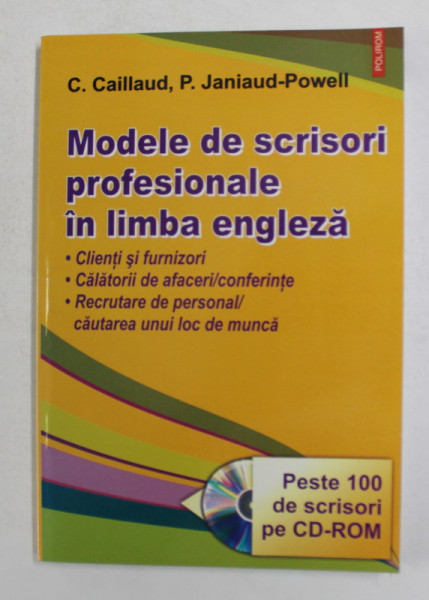 POLIROM
C. Caillaud, P. Janiaud-Powell
Modele de scrisori
profesionale
în limba engleză
• Clienți și furnizori
• Călătorii de afaceri/conferințe
• Recrutare de personal/
căutarea unui loc de muncă
Peste 100
de scrisori
pe CD-ROM